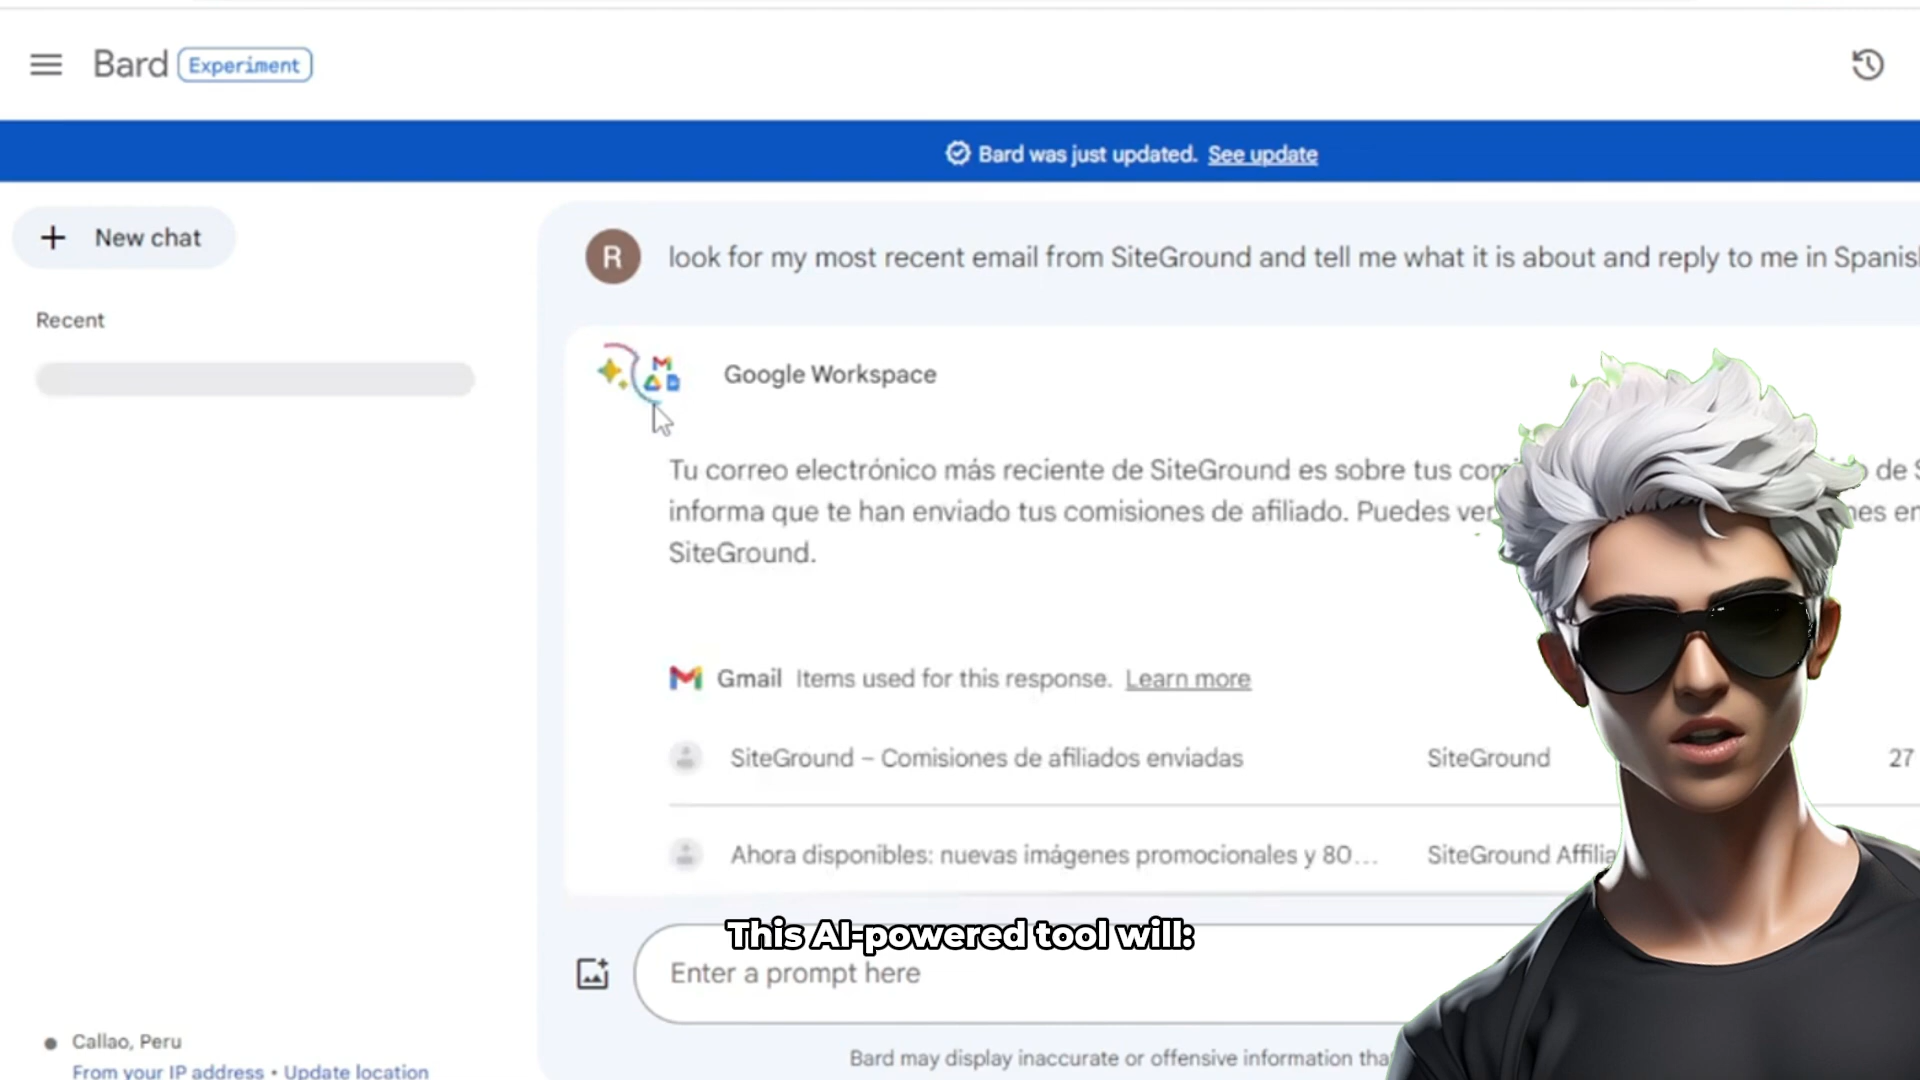 Bard Experiment
Bard was just updated. See update
New chat
R look for my most recent email from SiteGround and tell me what it is about and reply to me in Spanis
Recent
Google Workspace
Tu correo electrónico más reciente de SiteGround es sobre tus de S
informa que te han enviado tus comisiones de afiliado. Puedes ver en
SiteGround.
Gmail Items used for this response. Learn more
SiteGround – Comisiones de afiliados enviadas SiteGround 27
Ahora disponibles: nuevas imágenes promocionales y 80... SiteGround Affilia
This AI-powered tool will:
Enter a prompt here
Callao, Peru
From your IP address • Update location
Bard may display inaccurate or offensive information tha